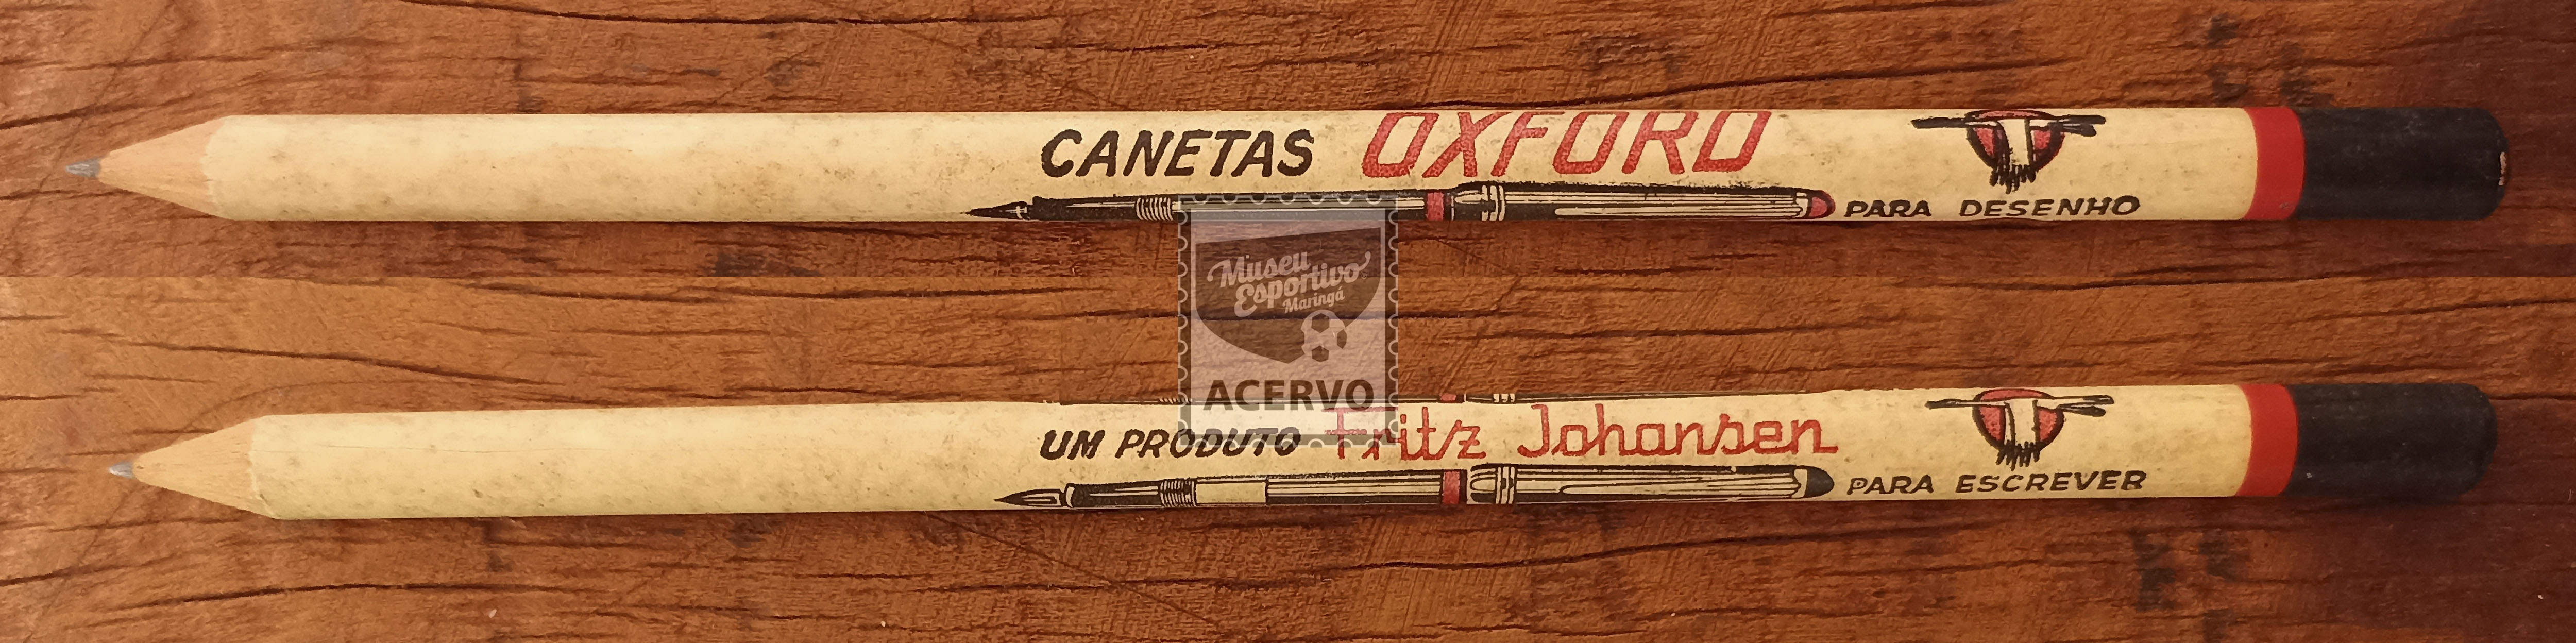 CANETAS OXFORD
PARA DESENHO
Museu
Esportivo
Maringá
ACERVO
UM PRODUTO Fritz Johansen
PARA ESCREVER